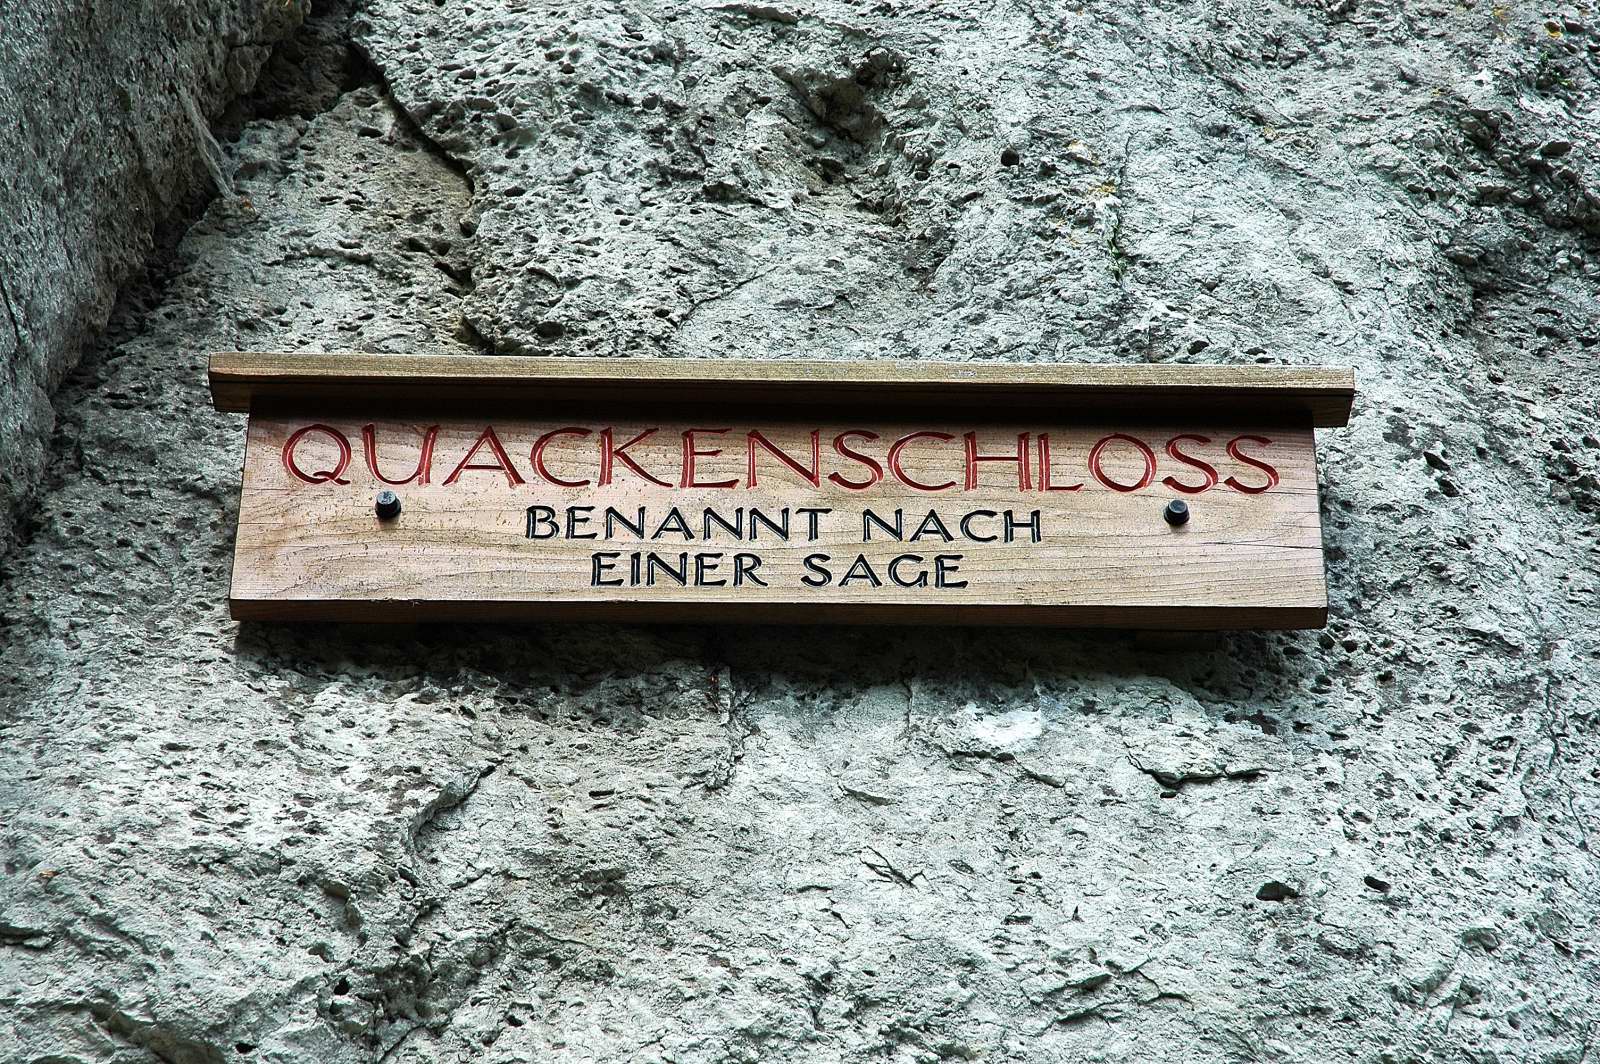 QUACKENSCHLOSS
BENANNT NACH
EINER SAGE